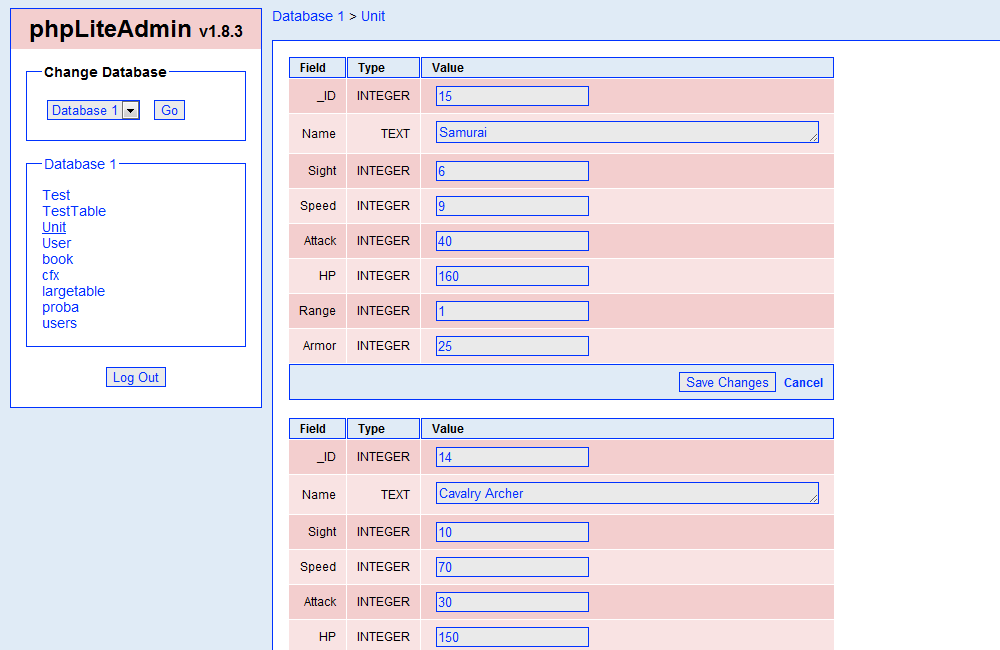 phpLiteAdmin v1.8.3
Change Database
Database 1
Go
Database 1
Test
TestTable
Unit
User
book
cfx
largetable
proba
users
Log Out
Database 1 > Unit
Field Type Value
_ID INTEGER 15
Name TEXT Samurai
Sight INTEGER 6
Speed INTEGER 9
Attack INTEGER 40
HP INTEGER 160
Range INTEGER 1
Armor INTEGER 25
Save Changes Cancel
Field Type Value
_ID INTEGER 14
Name TEXT Cavalry Archer
Sight INTEGER 10
Speed INTEGER 70
Attack INTEGER 30
HP INTEGER 150